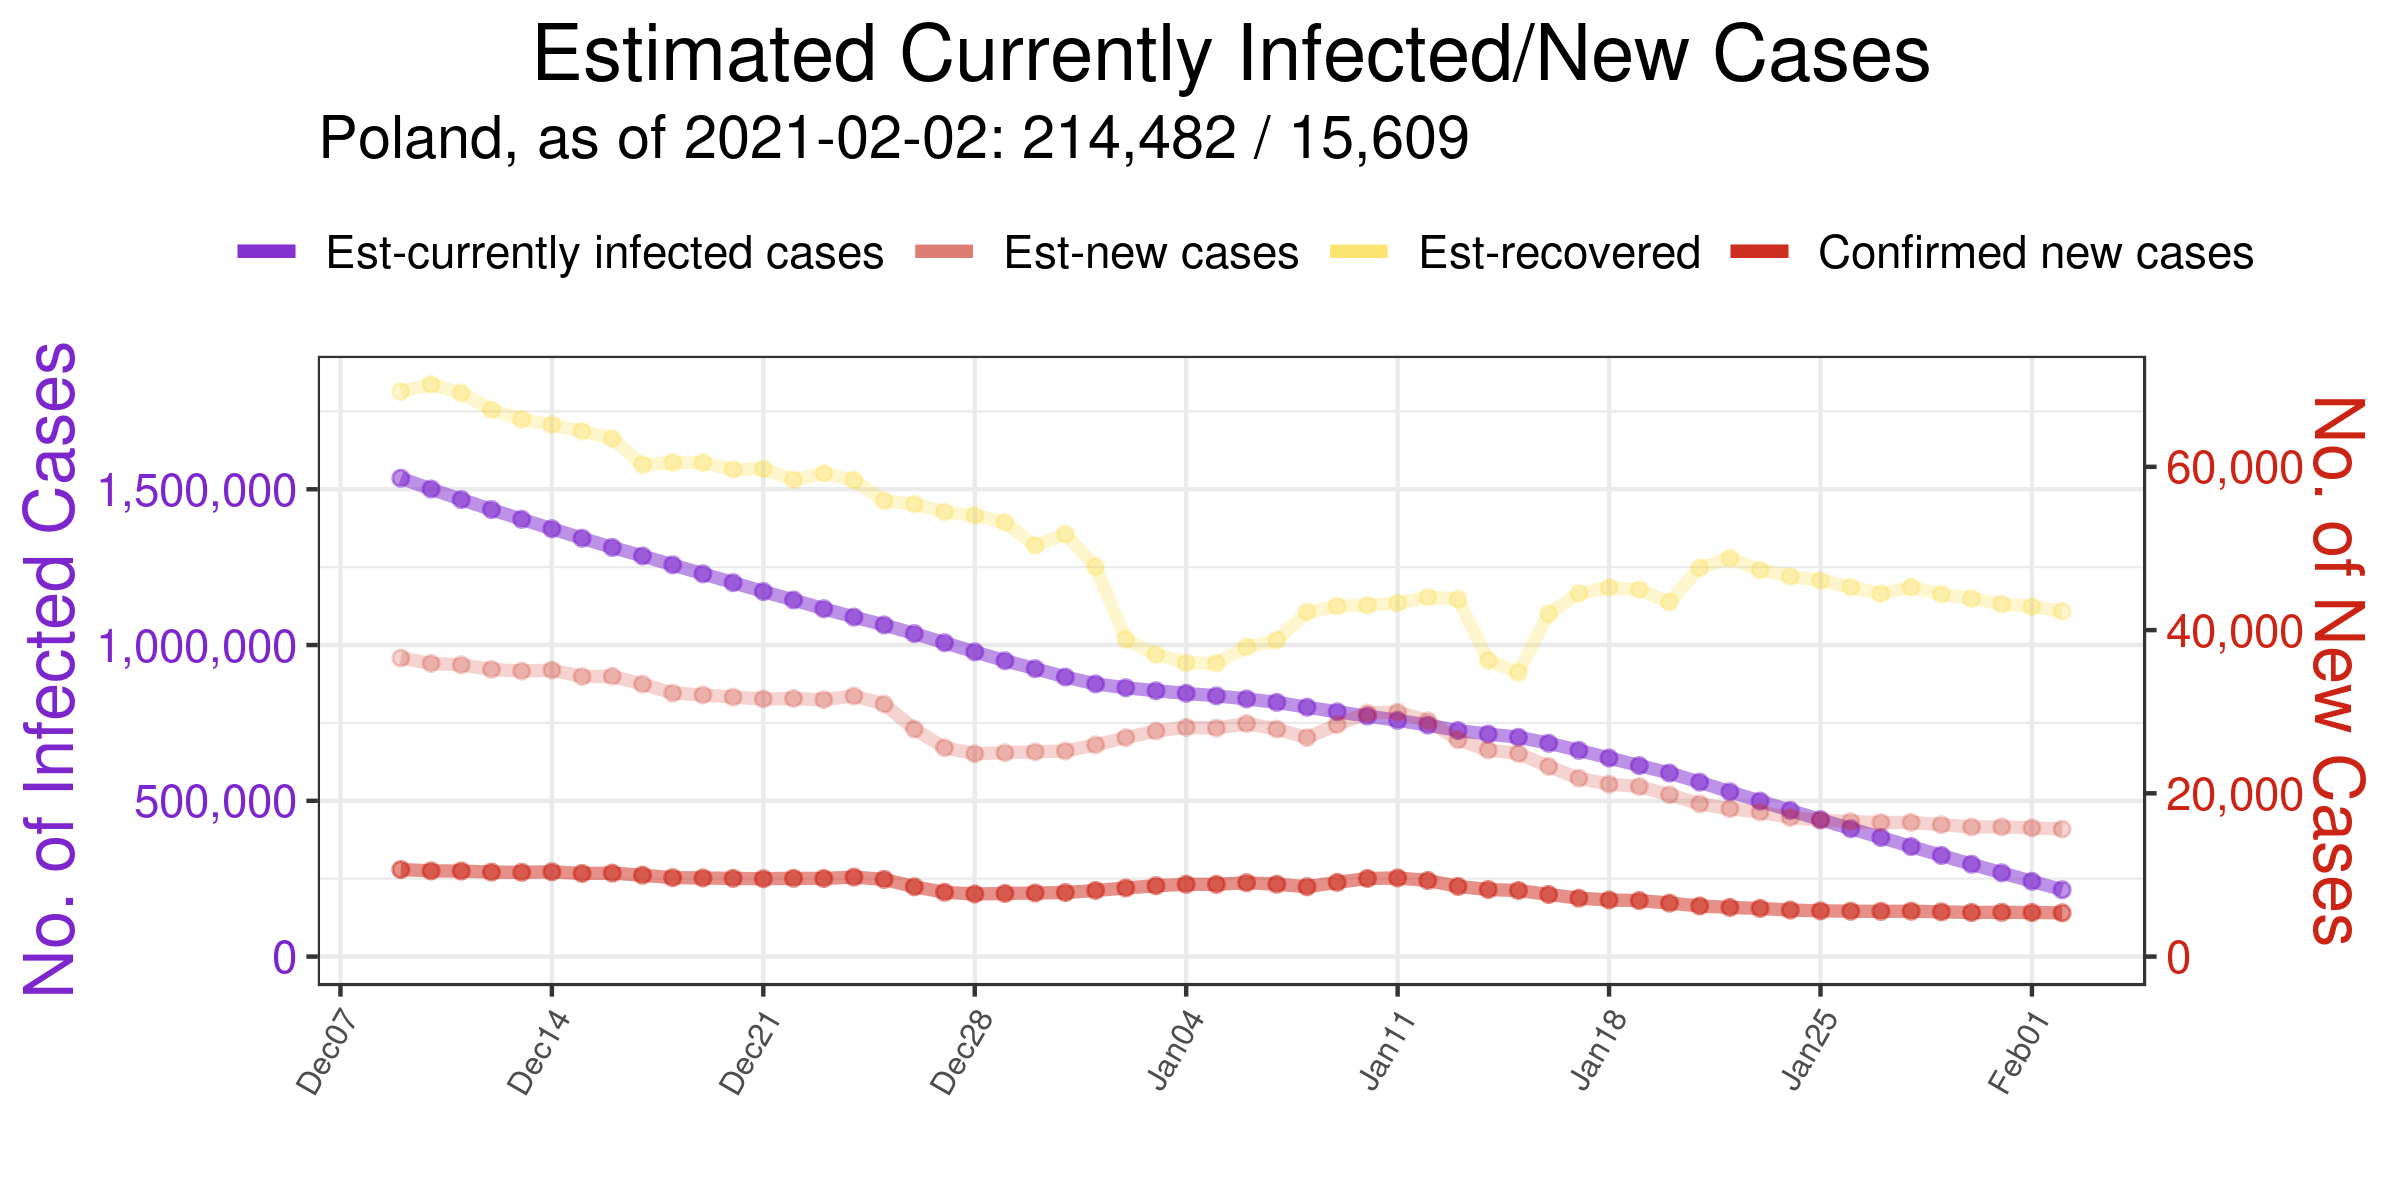 Estimated Currently Infected/New Cases
Poland, as of 2021-02-02: 214,482 / 15,609
Est-currently infected cases Est-new cases Est-recovered Confirmed new cases
No. of Infected Cases
1,500,000
1,000,000
500,000
0
60,000
40,000
20,000
0
No. of New Cases
Dec07 Dec14 Dec21 Dec28 Jan04 Jan11 Jan18 Jan25 Feb01